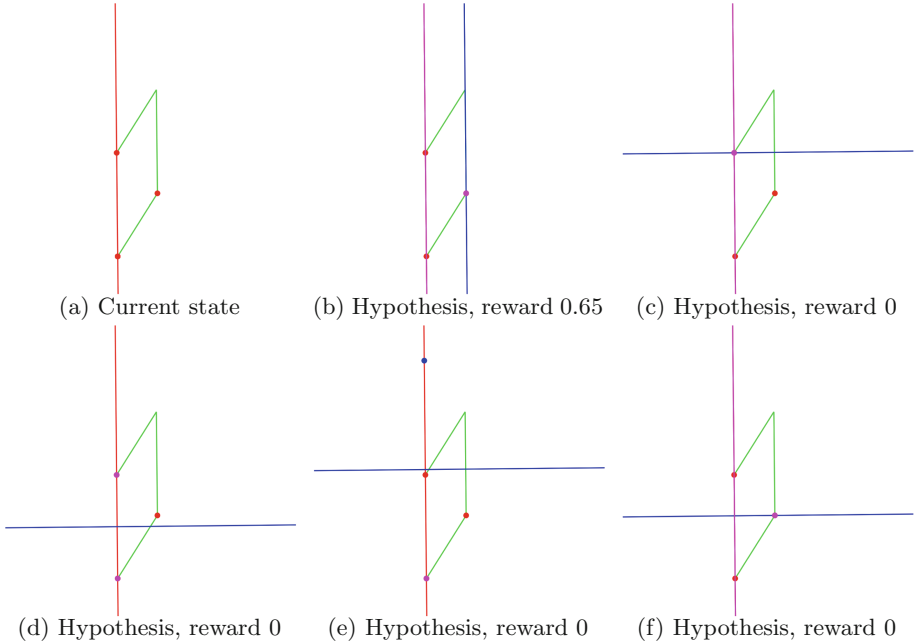 (a) Current state
(b) Hypothesis, reward 0.65
(c) Hypothesis, reward 0
(d) Hypothesis, reward 0
(e) Hypothesis, reward 0
(f) Hypothesis, reward 0